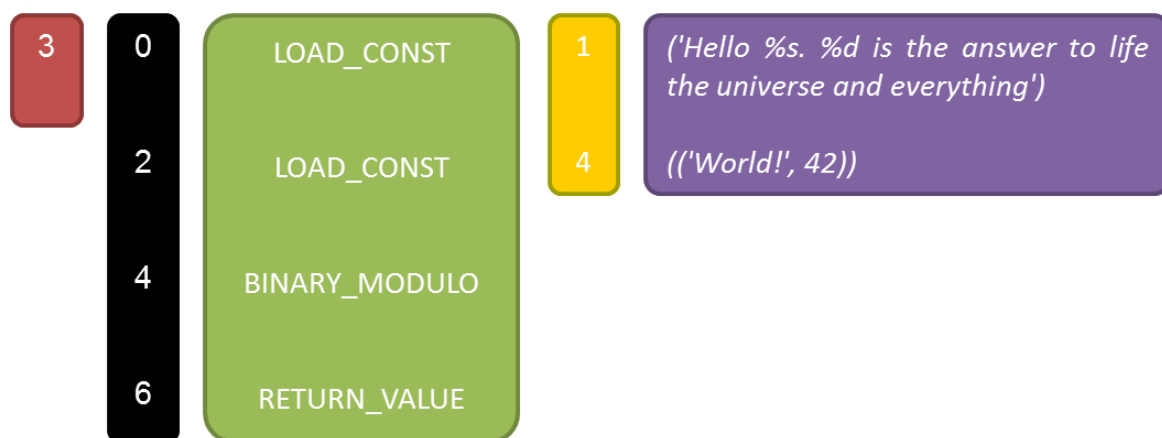 3 0 LOAD_CONST 1 ('Hello %s. %d is the answer to life
the universe and everything')
2 LOAD_CONST 4 (('World!', 42))
4 BINARY_MODULO
6 RETURN_VALUE